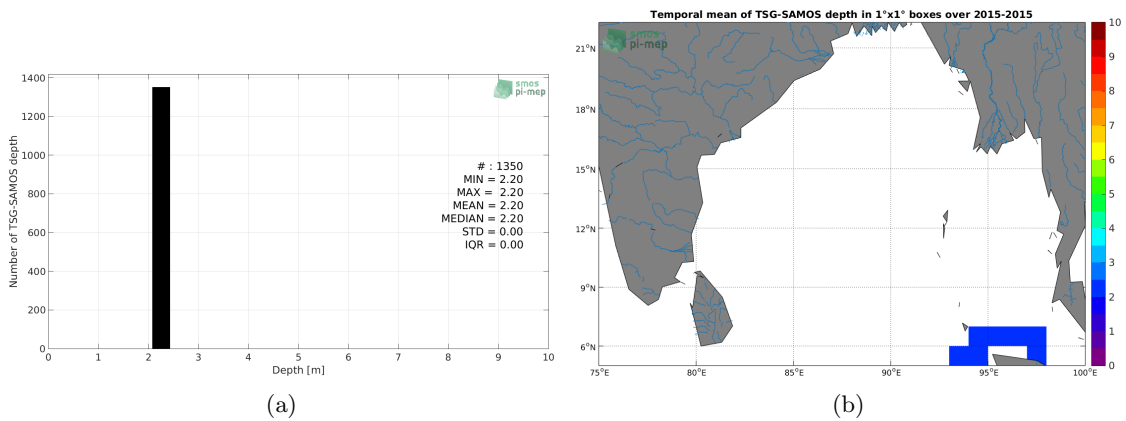 Temporal mean of TSG-SAMOS depth in 1°x1° boxes over 2015-2015
1400
1200
1000
800
600
400
200
0
Number of TSG-SAMOS depth
smos
pi-mep
# : 1350
MIN = 2.20
MAX = 2.20
MEAN = 2.20
MEDIAN = 2.20
STD = 0.00
IQR = 0.00
0 1 2 3 4 5 6 7 8 9 10
Depth [m]
(a)
smos
pi-mep
21°N
18°N
15°N
12°N
9°N
6°N
75°E 80°E 85°E 90°E 95°E 100°E
10
9
8
7
6
5
4
3
2
1
0
(b)